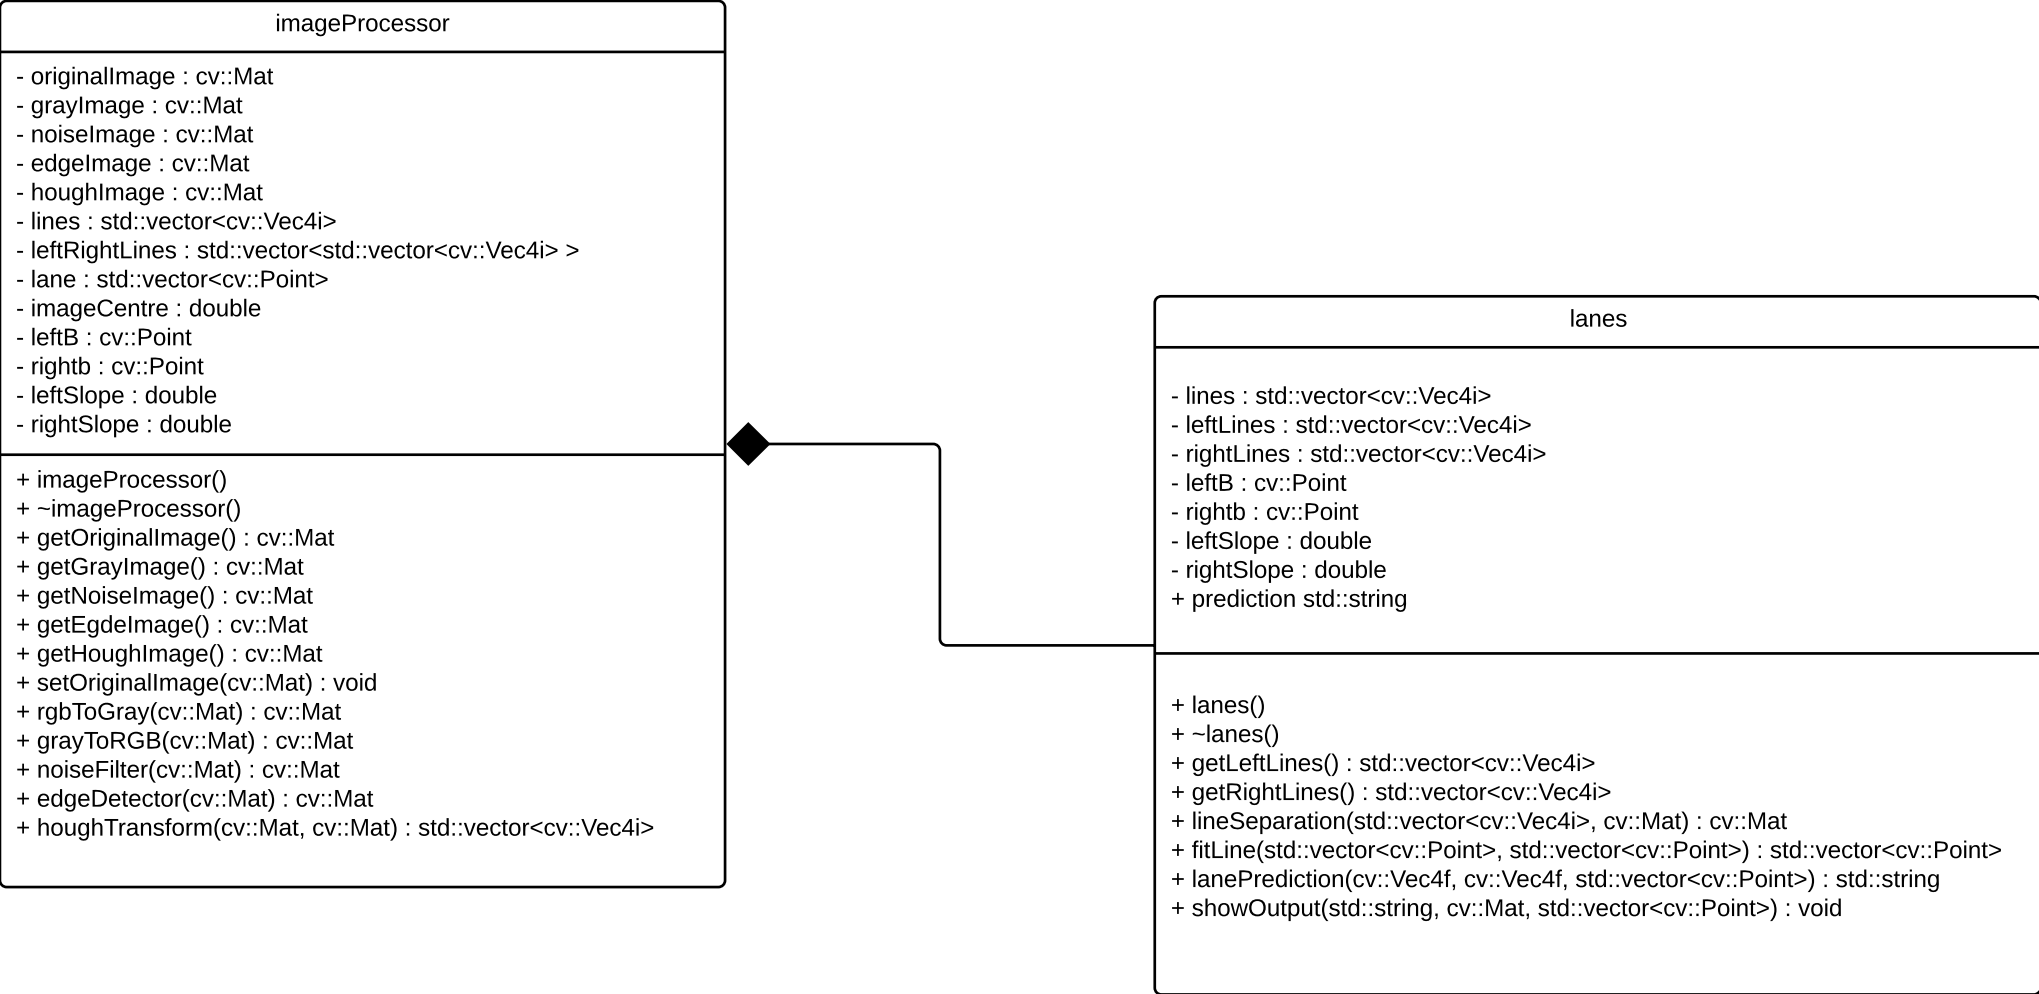 imageProcessor
- originalImage : cv::Mat
- grayImage : cv::Mat
- noiseImage : cv::Mat
- edgeImage : cv::Mat
- houghImage : cv::Mat
- lines : std::vector<cv::Vec4i>
- leftRightLines : std::vector<std::vector<cv::Vec4i> >
- lane : std::vector<cv::Point>
- imageCentre : double
- leftB : cv::Point
- rightb : cv::Point
- leftSlope : double
- rightSlope : double
+ imageProcessor()
+ ~imageProcessor()
+ getOriginalImage() : cv::Mat
+ getGrayImage() : cv::Mat
+ getNoiseImage() : cv::Mat
+ getEgdeImage() : cv::Mat
+ getHoughImage() : cv::Mat
+ setOriginalImage(cv::Mat) : void
+ rgbToGray(cv::Mat) : cv::Mat
+ grayToRGB(cv::Mat) : cv::Mat
+ noiseFilter(cv::Mat) : cv::Mat
+ edgeDetector(cv::Mat) : cv::Mat
+ houghTransform(cv::Mat, cv::Mat) : std::vector<cv::Vec4i>
lanes
- lines : std::vector<cv::Vec4i>
- leftLines : std::vector<cv::Vec4i>
- rightLines : std::vector<cv::Vec4i>
- leftB : cv::Point
- rightb : cv::Point
- leftSlope : double
- rightSlope : double
+ prediction std::string
+ lanes()
+ ~lanes()
+ getLeftLines() : std::vector<cv::Vec4i>
+ getRightLines() : std::vector<cv::Vec4i>
+ lineSeparation(std::vector<cv::Vec4i>, cv::Mat) : cv::Mat
+ fitLine(std::vector<cv::Point>, std::vector<cv::Point>) : std::vector<cv::Point>
+ lanePrediction(cv::Vec4f, cv::Vec4f, std::vector<cv::Point>) : std::string
+ showOutput(std::string, cv::Mat, std::vector<cv::Point>) : void